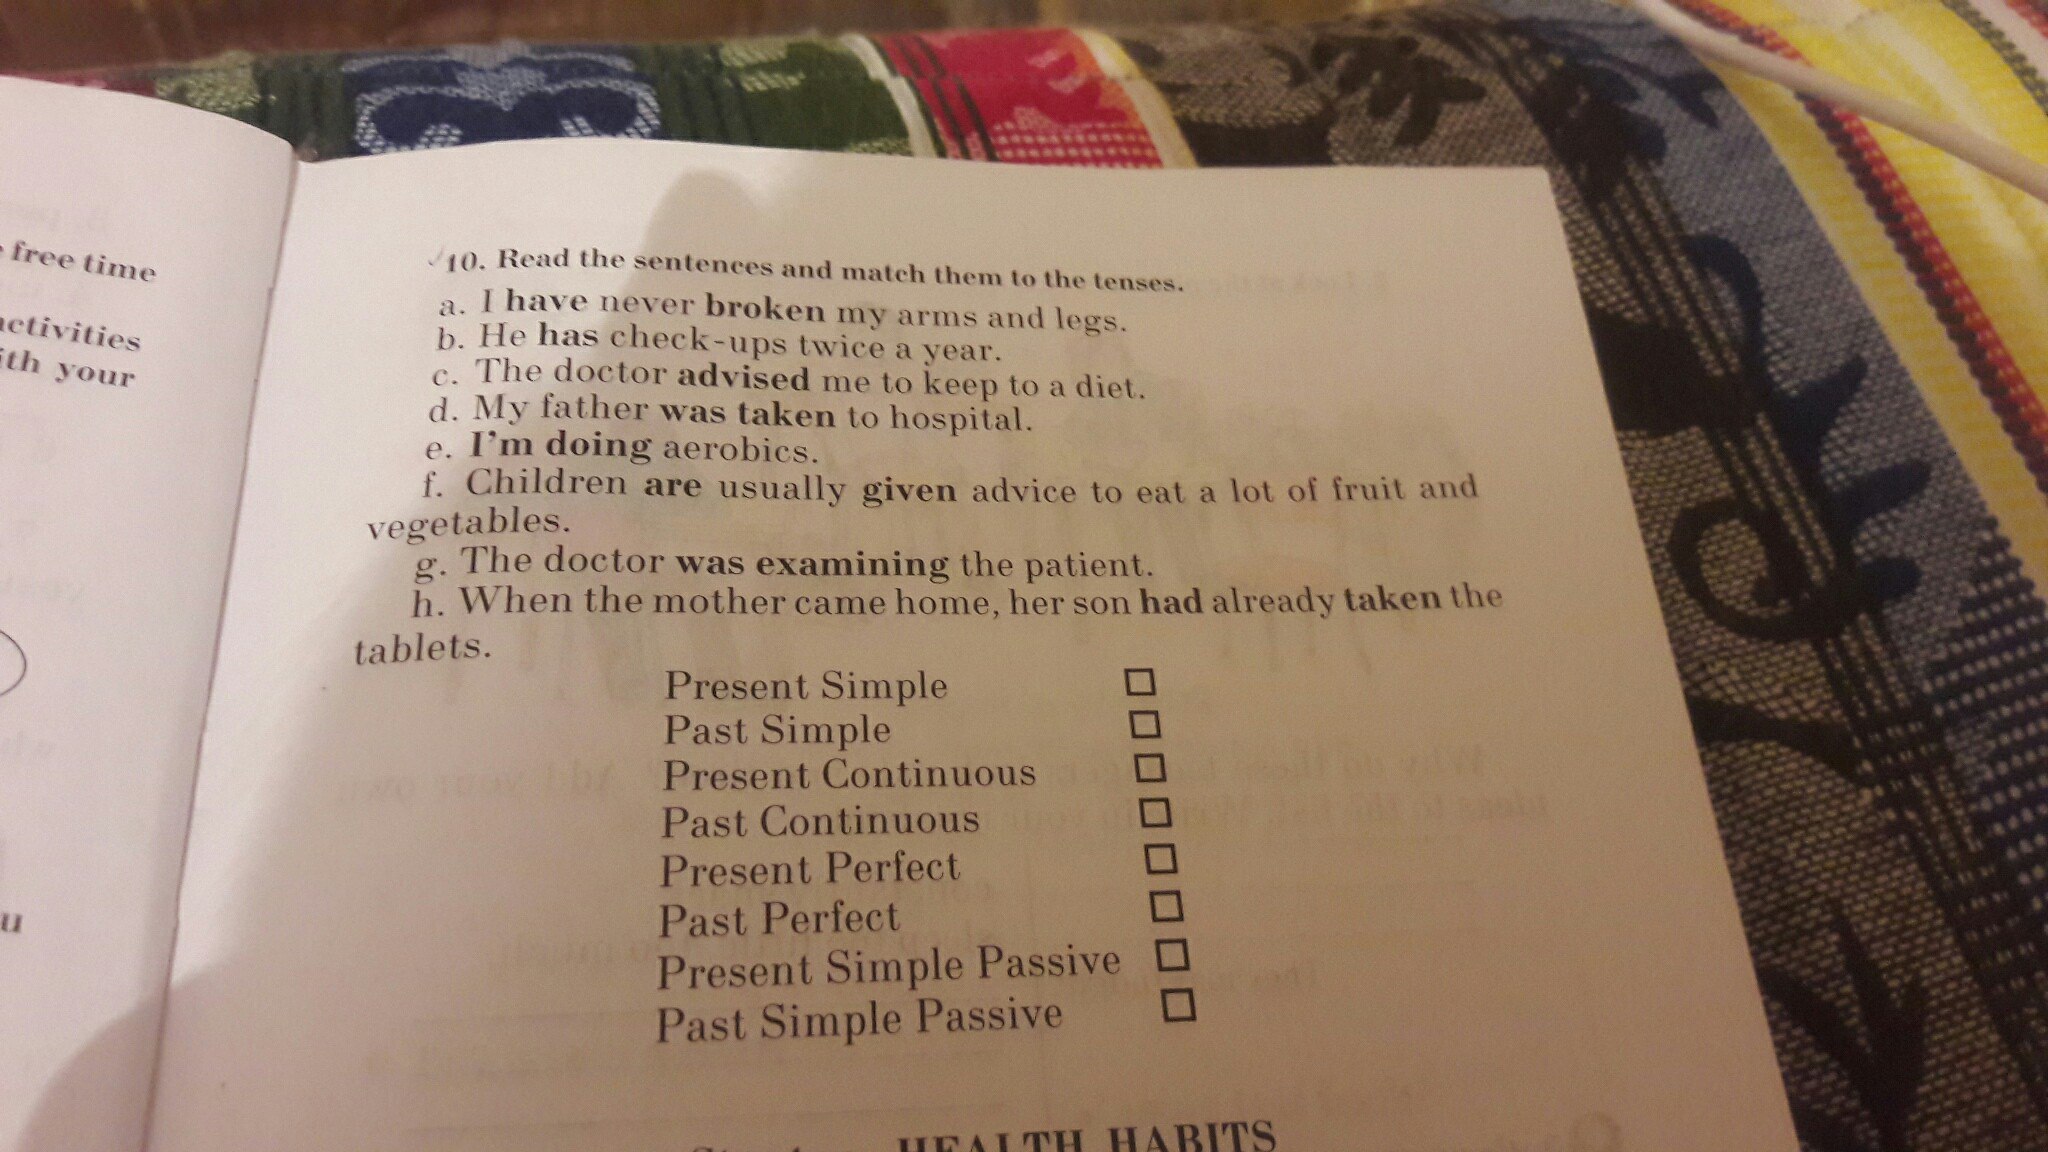 free time
activities
with your
u
10. Read the sentences and match them to the tenses.
a. I have never broken my arms and legs.
b. He has check-ups twice a year.
c. The doctor advised me to keep to a diet.
d. My father was taken to hospital.
e. I'm doing aerobics.
f. Children are usually given advice to eat a lot of fruit and
vegetables.
g. The doctor was examining the patient.
h. When the mother came home, her son had already taken the
tablets.
Present Simple
Past Simple
Present Continuous
Past Continuous
Present Perfect
Past Perfect
Present Simple Passive
Past Simple Passive
HEALTH HABITS